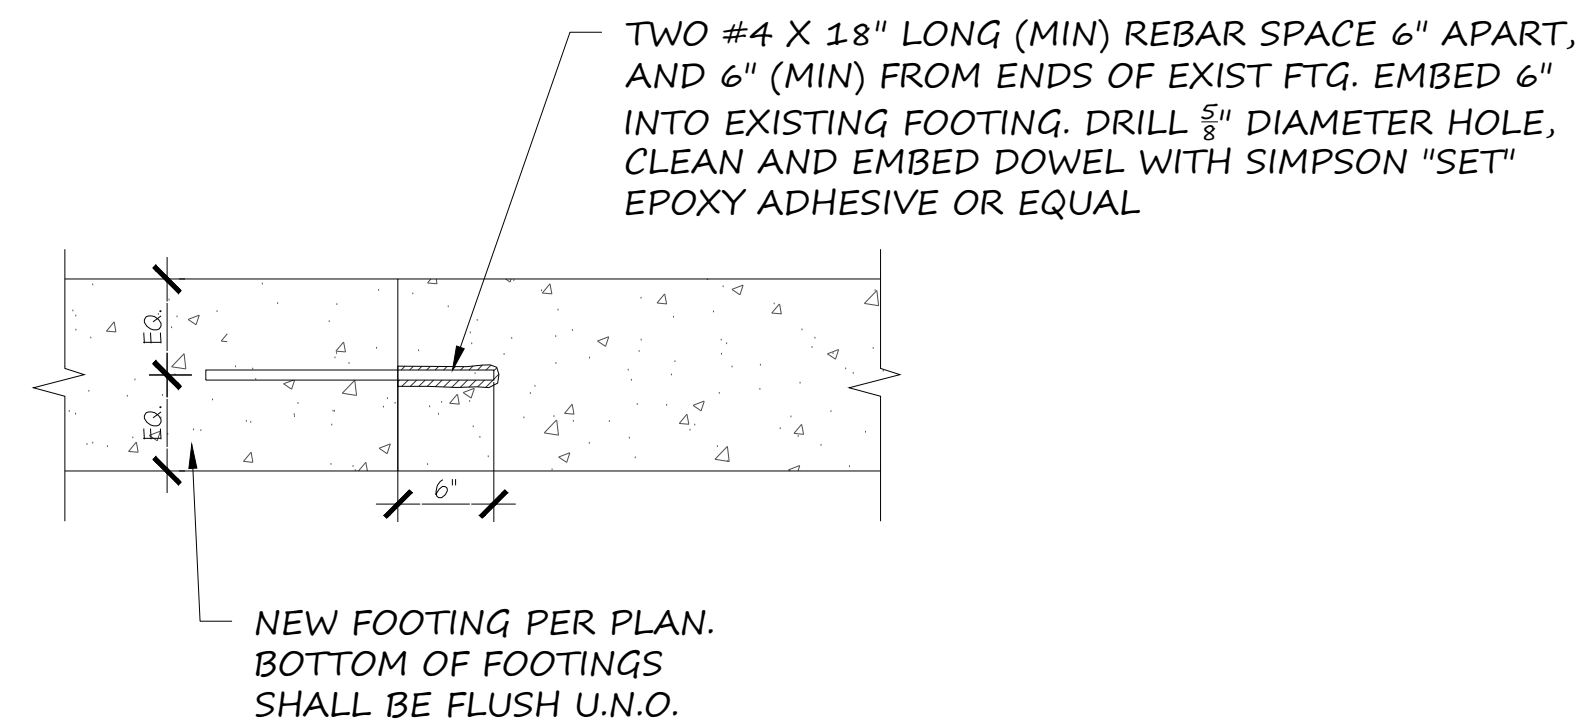 TWO #4 X 18" LONG (MIN) REBAR SPACE 6" APART,
AND 6" (MIN) FROM ENDS OF EXIST FTG. EMBED 6"
INTO EXISTING FOOTING. DRILL 5/8" DIAMETER HOLE,
CLEAN AND EMBED DOWEL WITH SIMPSON "SET"
EPOXY ADHESIVE OR EQUAL
EQ.
EQ.
6"
NEW FOOTING PER PLAN.
BOTTOM OF FOOTINGS
SHALL BE FLUSH U.N.O.